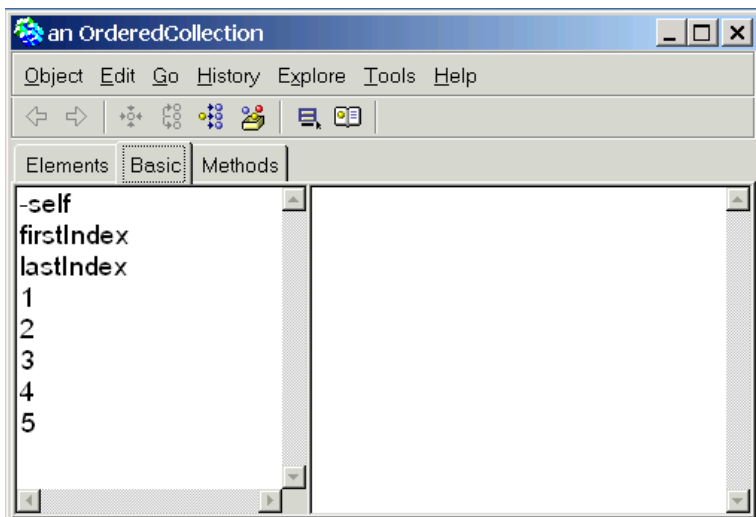 an OrderedCollection
Object Edit Go History Explore Tools Help
Elements Basic Methods
-self
firstIndex
lastIndex
1
2
3
4
5